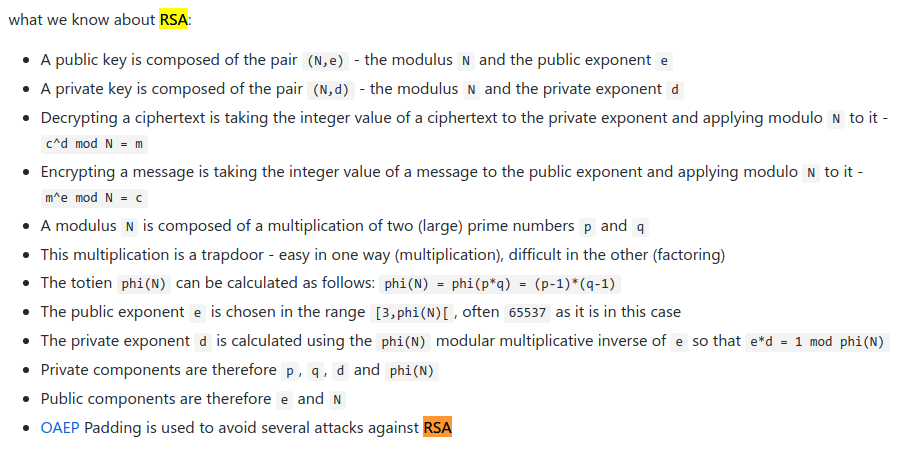 what we know about RSA:
• A public key is composed of the pair (N,e) - the modulus N and the public exponent e
• A private key is composed of the pair (N,d) - the modulus N and the private exponent d
• Decrypting a ciphertext is taking the integer value of a ciphertext to the private exponent and applying modulo N to it -
c^d mod N = m
• Encrypting a message is taking the integer value of a message to the public exponent and applying modulo N to it -
m^e mod N = c
• A modulus N is composed of a multiplication of two (large) prime numbers p and q
• This multiplication is a trapdoor - easy in one way (multiplication), difficult in the other (factoring)
• The totien phi(N) can be calculated as follows: phi(N) = phi(p*q) = (p-1)*(q-1)
• The public exponent e is chosen in the range [3,phi(N)[ , often 65537 as it is in this case
• The private exponent d is calculated using the phi(N) modular multiplicative inverse of e so that e*d = 1 mod phi(N)
• Private components are therefore p, q, d and phi(N)
• Public components are therefore e and N
• OAEP Padding is used to avoid several attacks against RSA